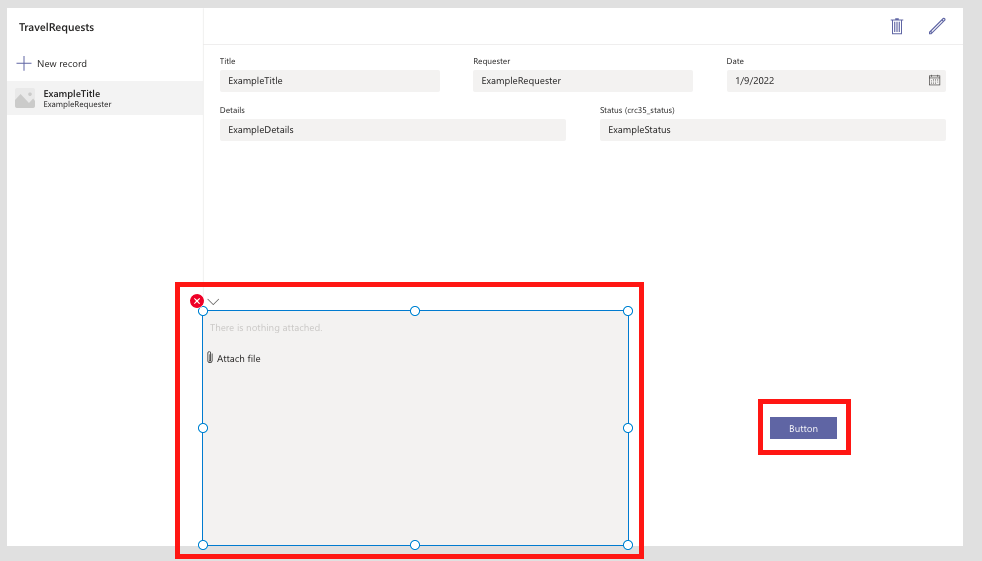 TravelRequests
New record
ExampleTitle
ExampleRequester
Title
Requester
Date
ExampleTitle
ExampleRequester
1/9/2022
Details
Status (crc35_status)
ExampleDetails
ExampleStatus
There is nothing attached.
Attach file
Button